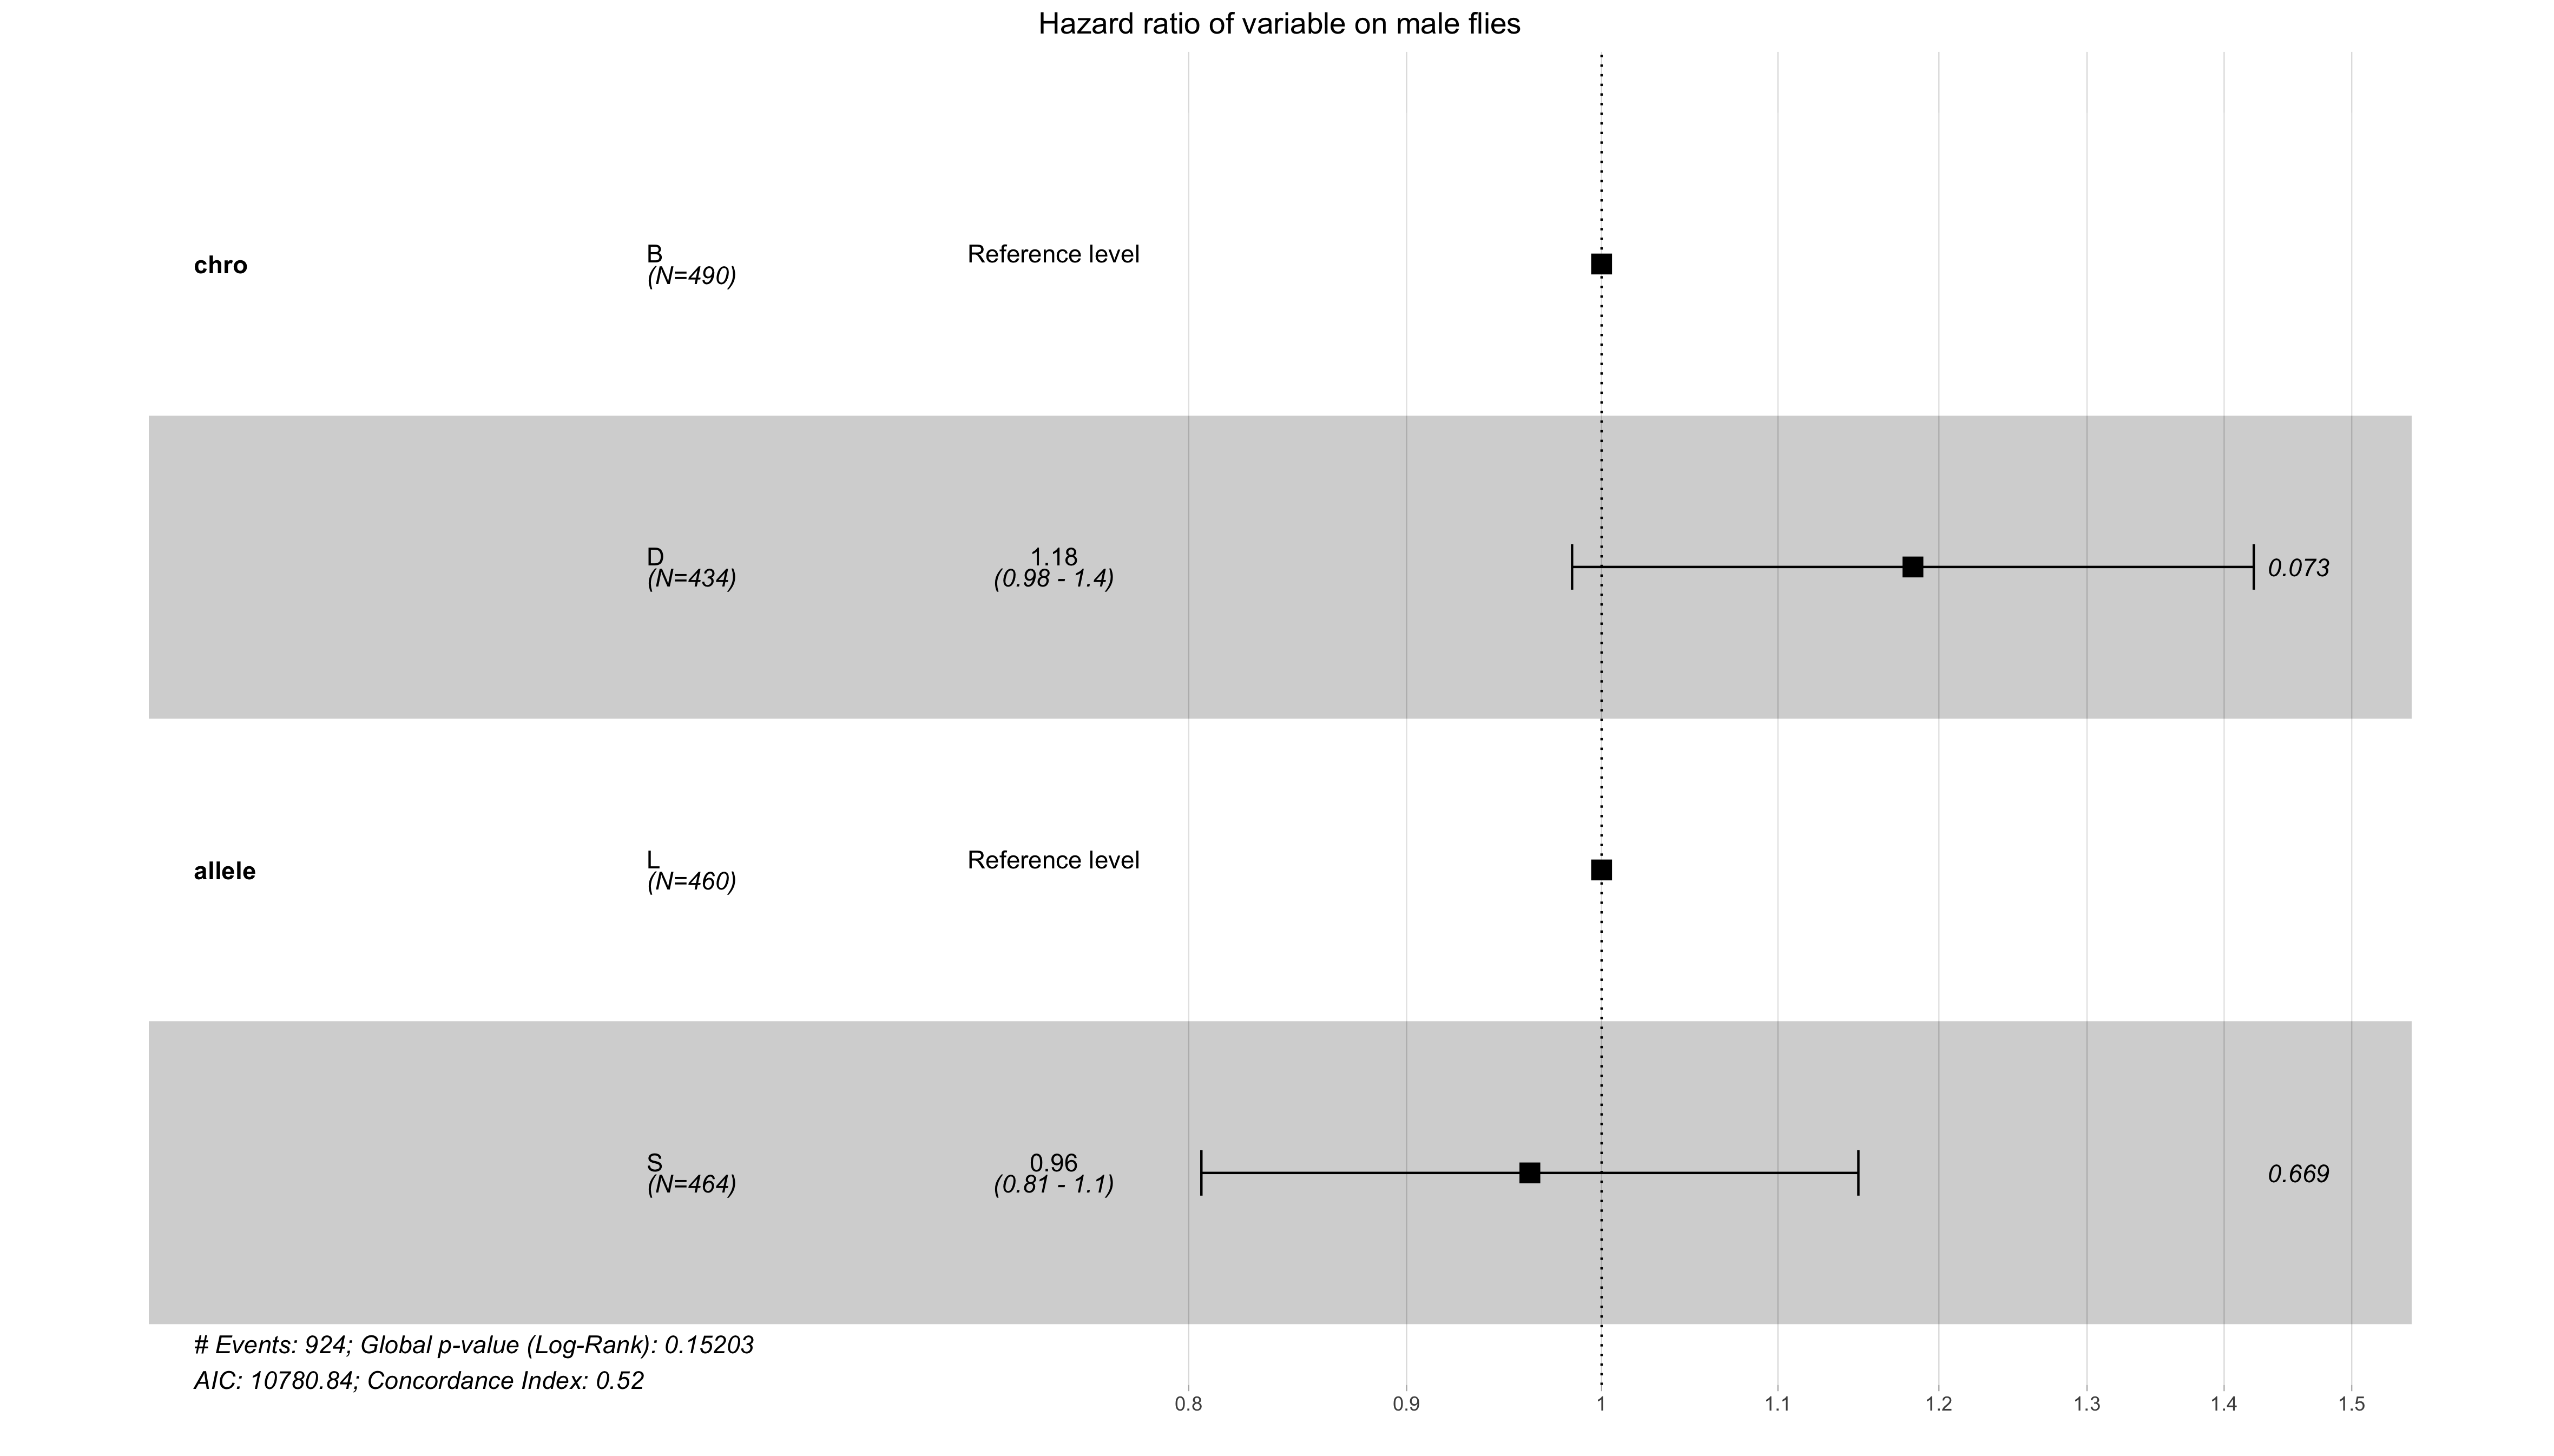 Hazard ratio of variable on male flies
chro
B
(N=490)
Reference level
D
(N=434)
1.18
(0.98 - 1.4)
0.073
allele
L
(N=460)
Reference level
S
(N=464)
0.96
(0.81 - 1.1)
0.669
# Events: 924; Global p-value (Log-Rank): 0.15203
AIC: 10780.84; Concordance Index: 0.52
0.8 0.9 1 1.1 1.2 1.3 1.4 1.5